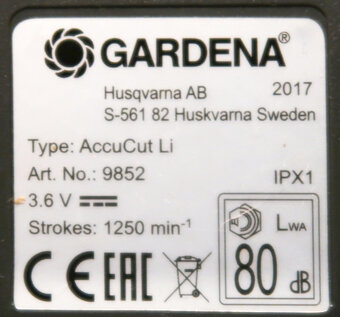 GARDENA®
Husqvarna AB 2017
S-561 82 Huskvarna Sweden
Type: AccuCut Li
Art. No.: 9852 IPX1
3.6 V
Strokes: 1250 min⁻¹
LWA
CE EAC 80 dB